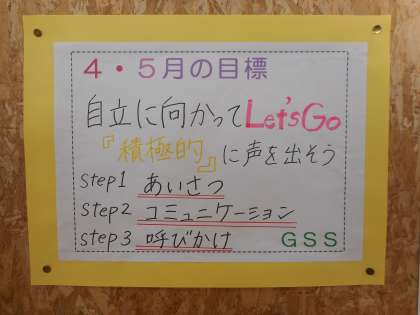 4・5月の目標
自立に向かってLet'sGo
『積極的』に声を出そう
Step1 あいさつ
Step2 コミュニケーション
Step3 呼びかけ
GSS